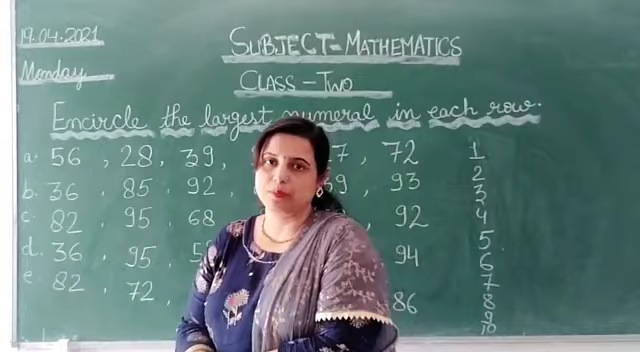 19.04.2021
Monday
SUBJECT=MATHEMATICS
CLASS-TWO
Encircle the largest numeral in each row.
a. 56 , 28 , 39 , 7 , 72
b. 36 , 85 , 92 , 39 , 93
c. 82 , 95 , 68 , 92
d. 36 , 95 , 94
e 82 , 72 , 86
1
2
3
4
5
6
7
8
9
10